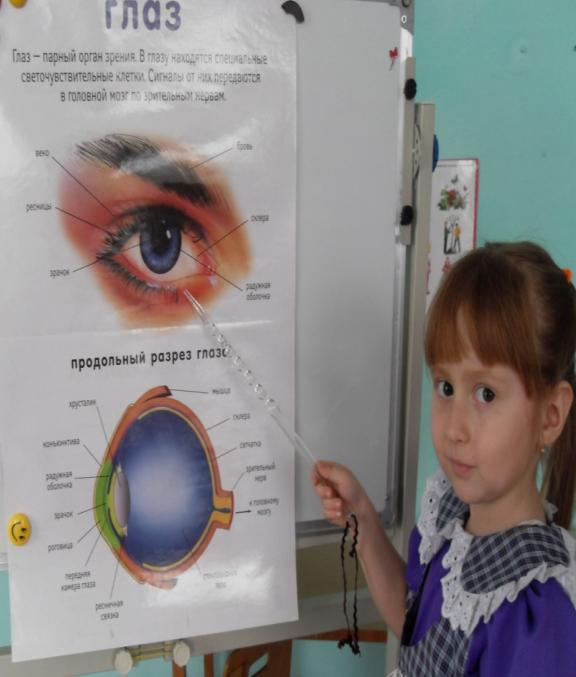 глаз
Глаз — парный орган зрения. В глазу находятся специальные
светочувствительные клетки. Сигналы от них передаются
в головной мозг по зрительным нервам.
веко
бровь
ресницы
склера
зрачок
радужная
оболочка
продольный разрез глаза
мышца
хрусталик
склера
конъюнктива
сетчатка
радужная
оболочка
зрительный
нерв
зрачок
к головному
мозгу
роговица
передняя
камера глаза
стекловидное
тело
ресничная
связка